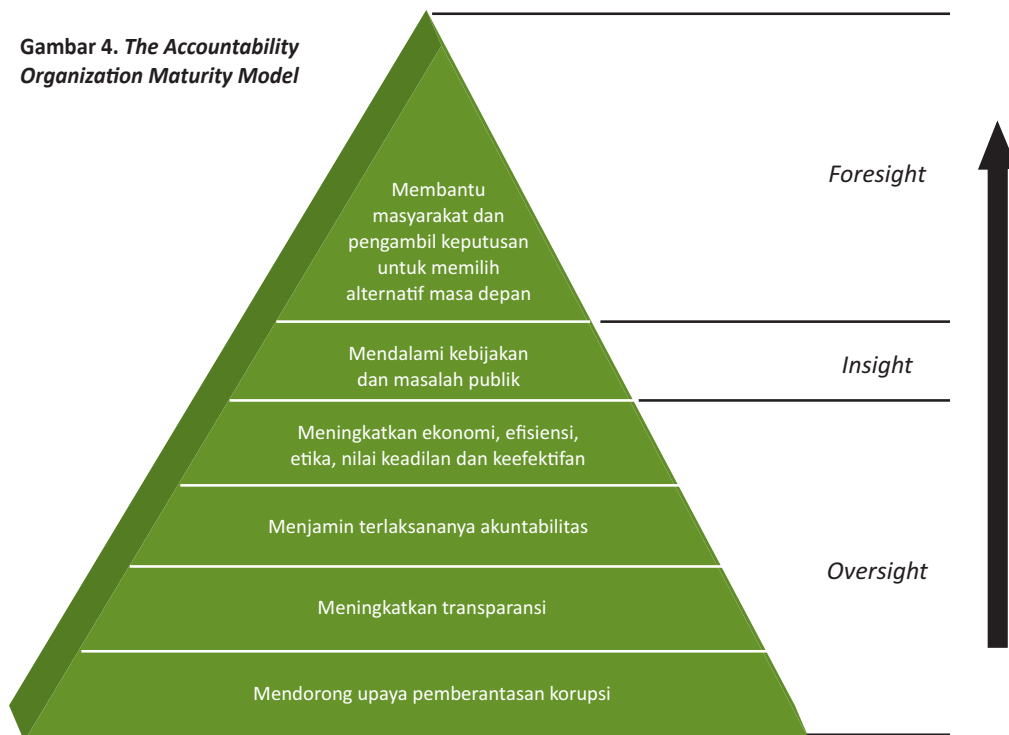 Gambar 4. The Accountability
Organization Maturity Model
Membantu
masyarakat dan
pengambil keputusan
untuk memilih
alternatif masa depan
Foresight
Mendalami kebijakan
dan masalah publik
Insight
Meningkatkan ekonomi, efisiensi,
etika, nilai keadilan dan keefektifan
Menjamin terlaksananya akuntabilitas
Meningkatkan transparansi
Mendorong upaya pemberantasan korupsi
Oversight